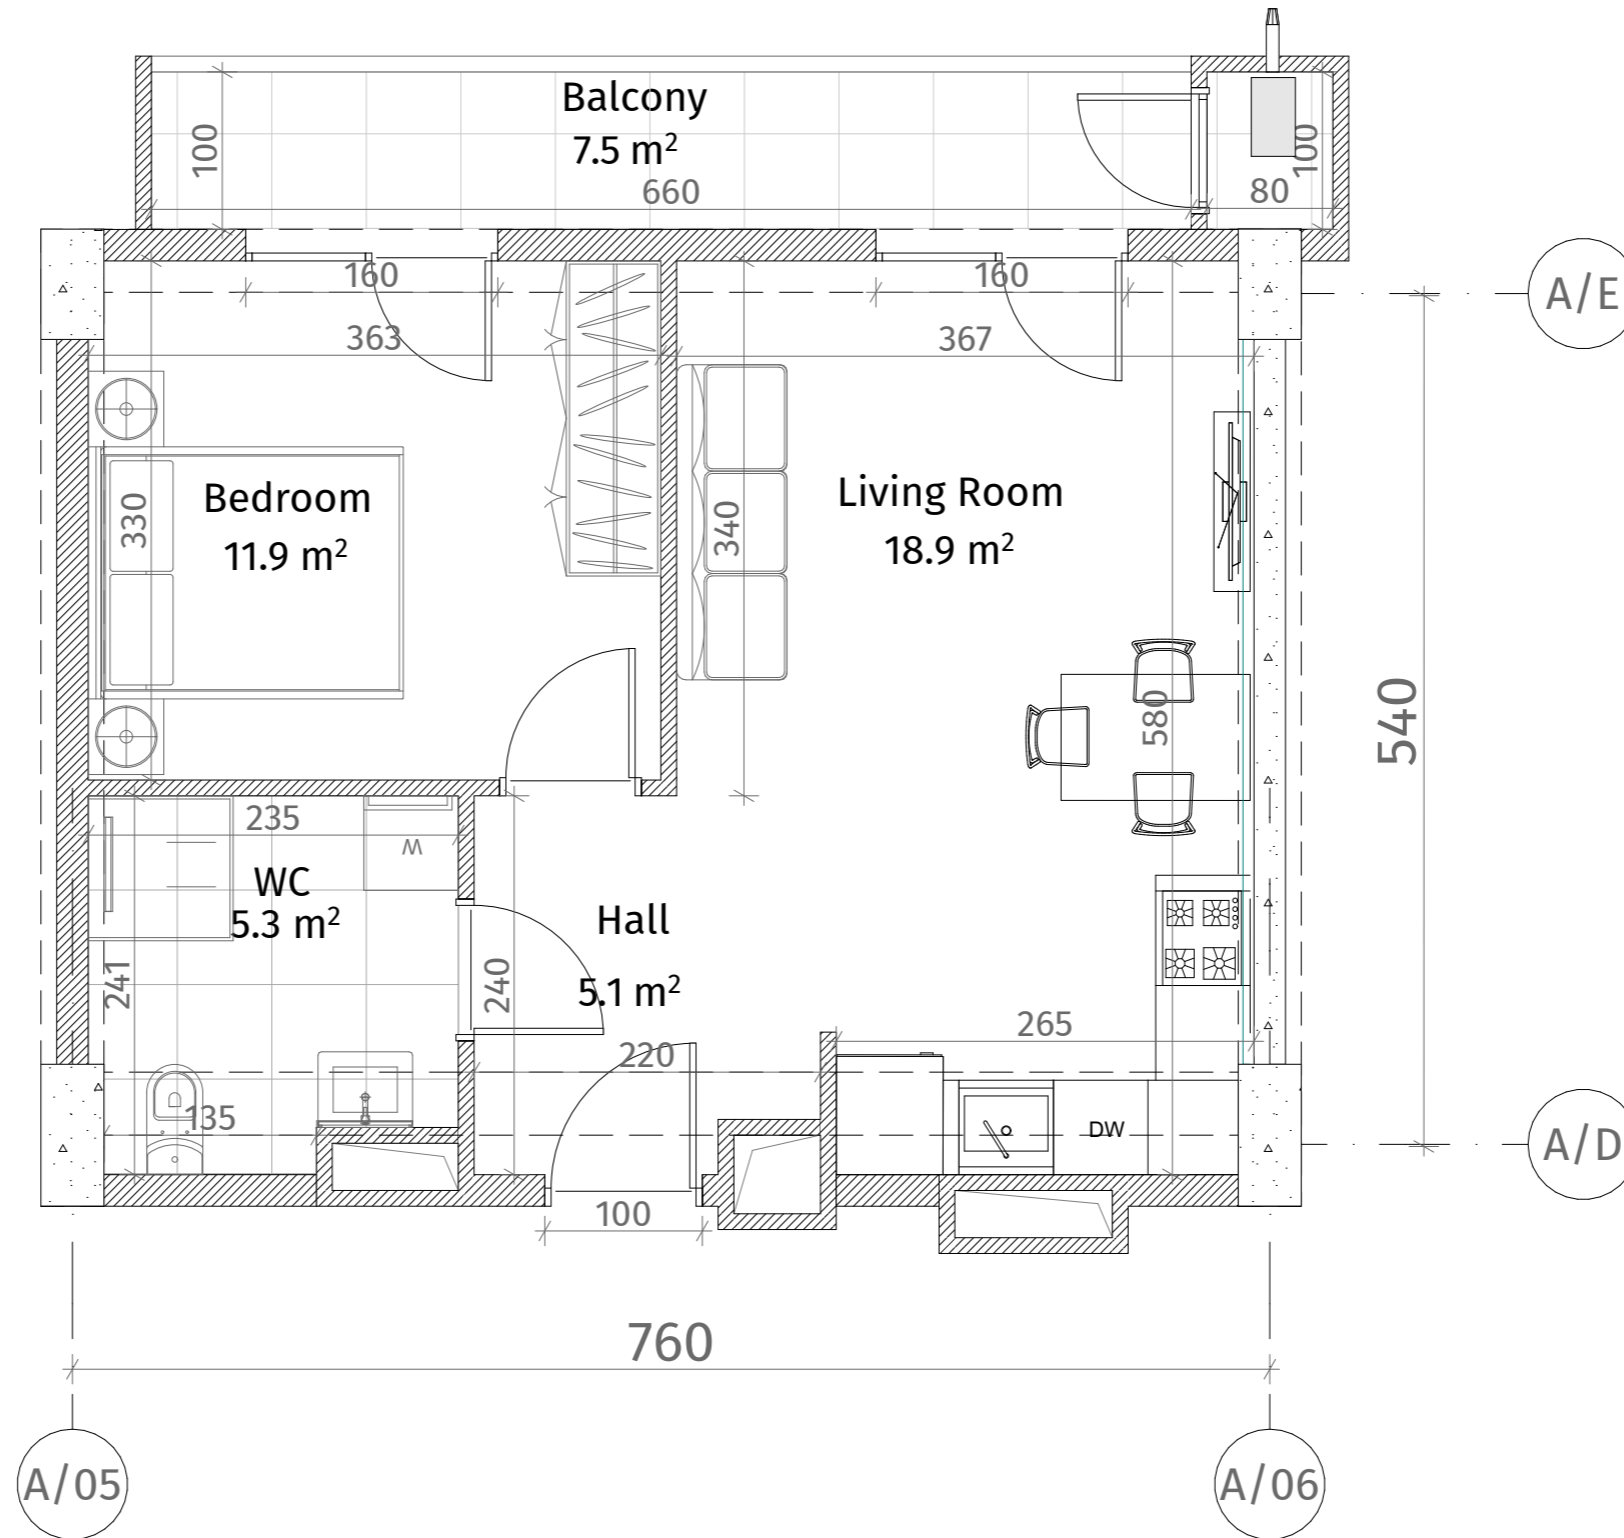 Balcony
7.5 m²
100
100
660
80
160
160
A/E
363
367
Bedroom
11.9 m²
330
340
Living Room
18.9 m²
580
540
235
W
WC
5.3 m²
241
240
Hall
5.1 m²
265
220
135
DW
A/D
100
760
A/05
A/06